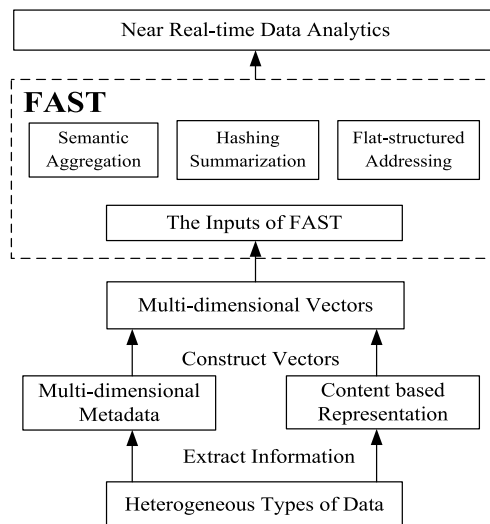 Near Real-time Data Analytics
FAST
Semantic
Aggregation
Hashing
Summarization
Flat-structured
Addressing
The Inputs of FAST
Multi-dimensional Vectors
Construct Vectors
Multi-dimensional
Metadata
Content based
Representation
Extract Information
Heterogeneous Types of Data